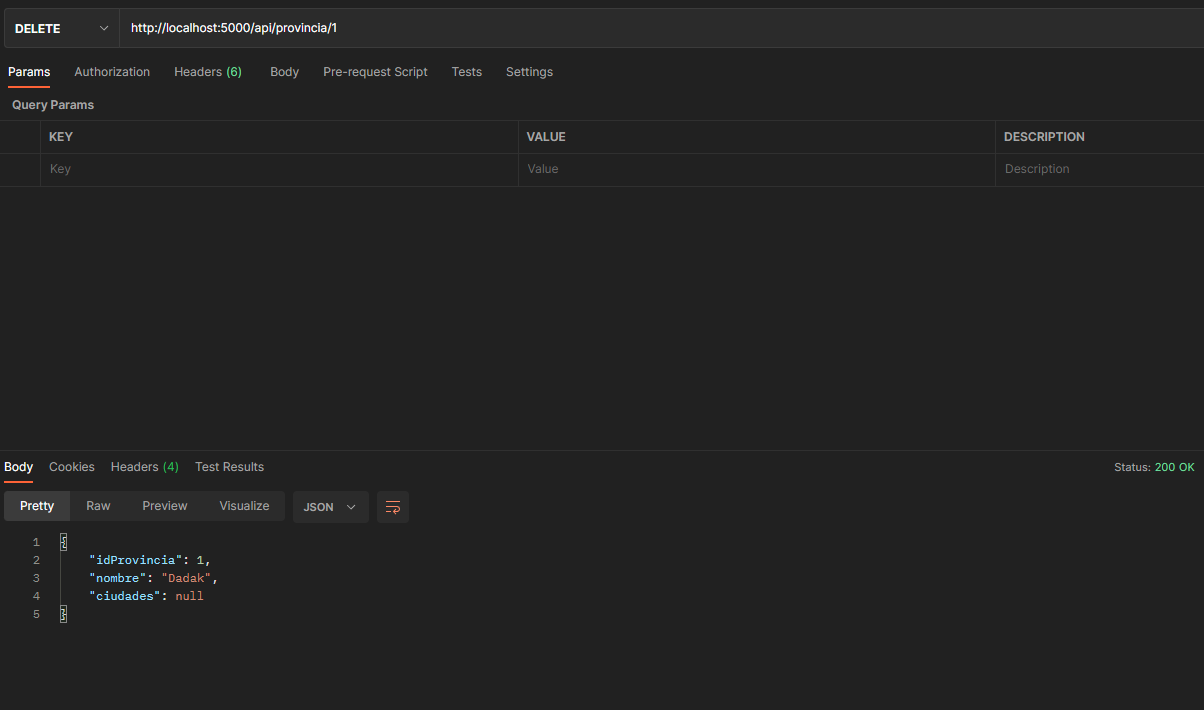 DELETE http://localhost:5000/api/provincia/1
Params Authorization Headers (6) Body Pre-request Script Tests Settings
Query Params
KEY VALUE DESCRIPTION
Key Value Description
Body Cookies Headers (4) Test Results Status: 200 OK
Pretty Raw Preview Visualize JSON
1 {
2 "idProvincia": 1,
3 "nombre": "Dadak",
4 "ciudades": null
5 }